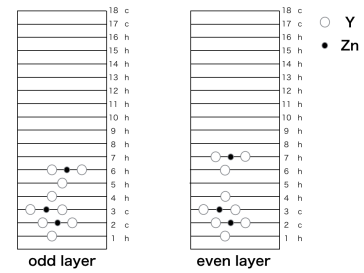 18 c
17 c
16 h
15 h
14 h
13 h
12 h
11 h
10 h
9 h
8 h
7 h
6 h
5 h
4 h
3 c
2 c
1 h
odd layer
18 c
17 c
16 h
15 h
14 h
13 h
12 h
11 h
10 h
9 h
8 h
7 h
6 h
5 h
4 h
3 c
2 c
1 h
even layer
Y
Zn